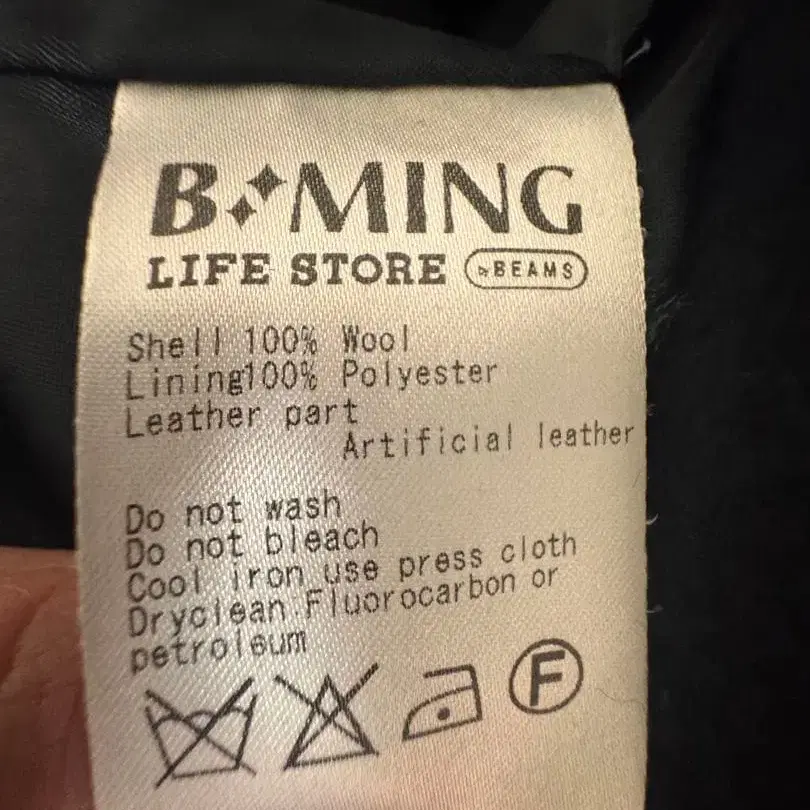 B MING
LIFE STORE by BEAMS
Shell 100% Wool
Lining100% Polyester
Leather part
Artificial leather
Do not wash
Do not bleach
Cool iron use press cloth
Dryclean.Fluorocarbon or
petroleum
F